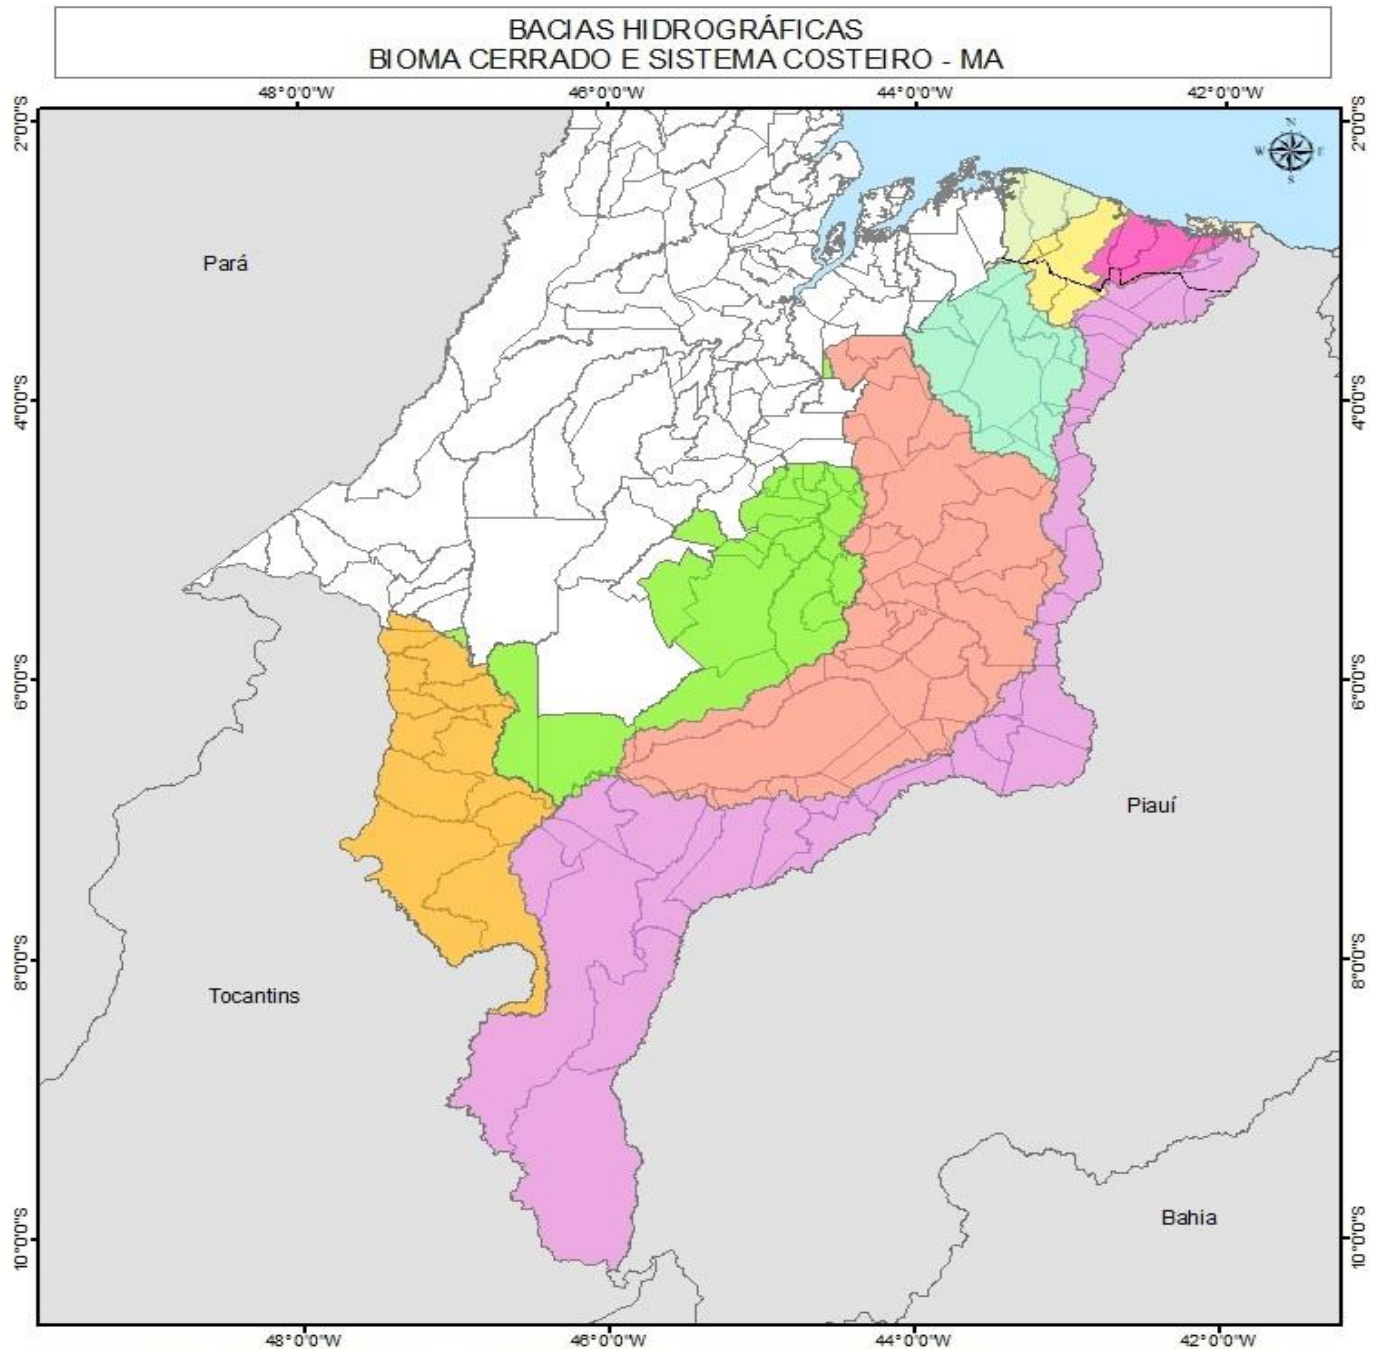 BACIAS HIDROGRÁFICAS
BIOMA CERRADO E SISTEMA COSTEIRO - MA
48°0'0"W 46°0'0"W 44°0'0"W 42°0'0"W
2°0'0"S 2°0'0"S
N
W E
S
Pará
4°0'0"S 4°0'0"S
6°0'0"S 6°0'0"S
Piauí
8°0'0"S 8°0'0"S
Tocantins
Bahia
10°0'0"S 10°0'0"S
48°0'0"W 46°0'0"W 44°0'0"W 42°0'0"W